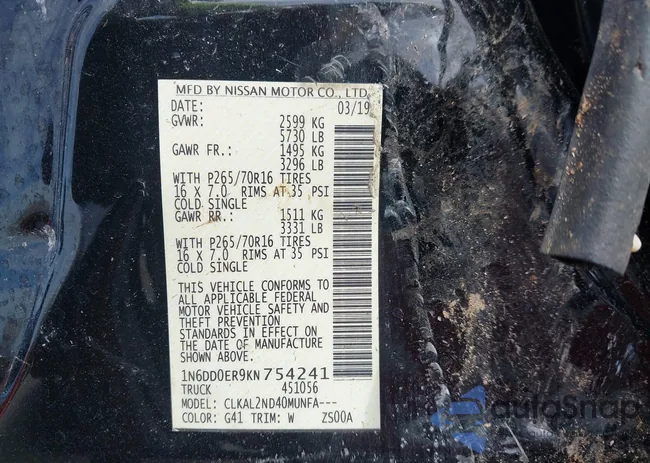 MFD BY NISSAN MOTOR CO., LTD.
DATE: 03/19
GVWR: 2599 KG
5730 LB
GAWR FR.: 1495 KG
3296 LB
WITH P265/70R16 TIRES
16 X 7.0 RIMS AT 35 PSI
COLD SINGLE
GAWR RR.: 1511 KG
3331 LB
WITH P265/70R16 TIRES
16 X 7.0 RIMS AT 35 PSI
COLD SINGLE
THIS VEHICLE CONFORMS TO
ALL APPLICABLE FEDERAL
MOTOR VEHICLE SAFETY AND
THEFT PREVENTION
STANDARDS IN EFFECT ON
THE DATE OF MANUFACTURE
SHOWN ABOVE.
1N6DD0ER9KN754241
TRUCK 451056
MODEL: CLKAL2ND40MUNFA---
COLOR: G41 TRIM: W ZS00A
autoSnap